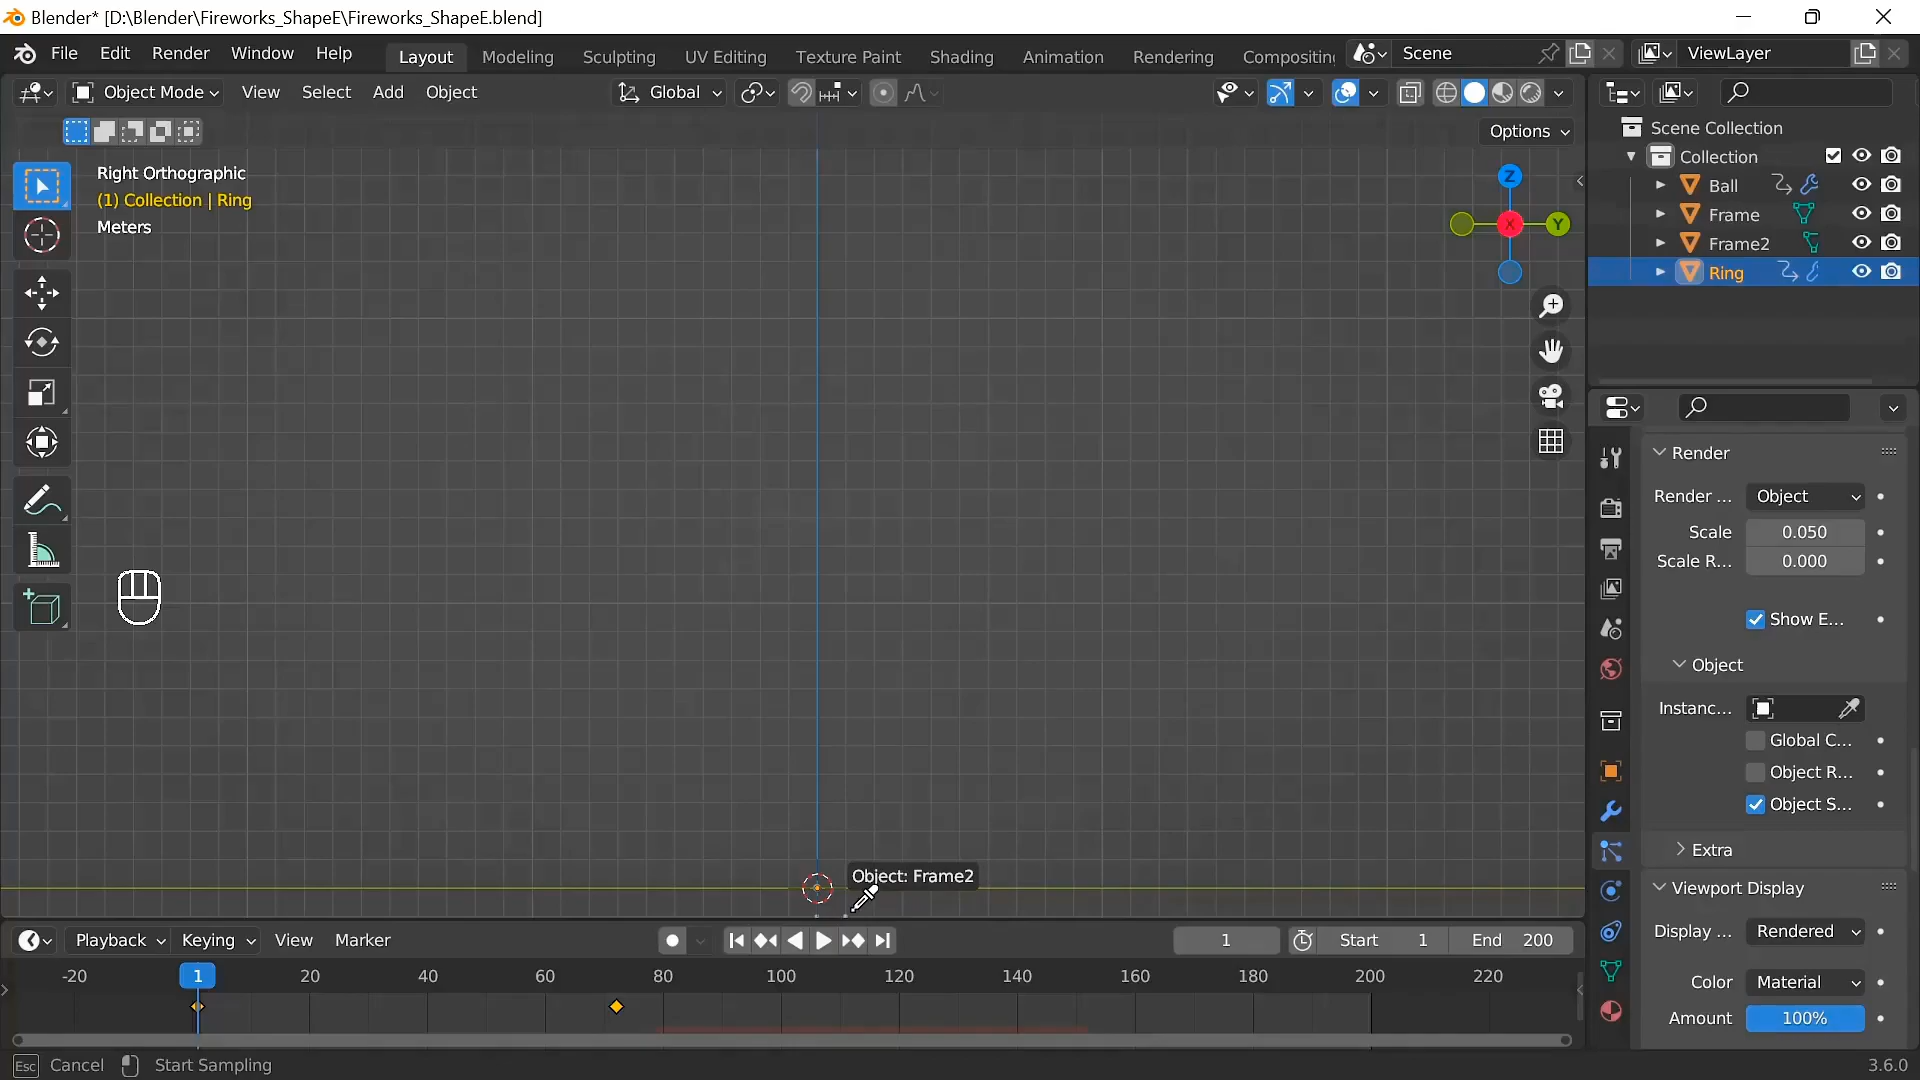 Blender* [D:\Blender\Fireworks_ShapeE\Fireworks_ShapeE.blend]
File Edit Render Window Help Layout Modeling Sculpting UV Editing Texture Paint Shading Animation Rendering Compositing Scene ViewLayer
Object Mode View Select Add Object Global
Options
Right Orthographic
(1) Collection | Ring
Meters
Z
X
Y
Object: Frame2
Scene Collection
Collection
Ball
Frame
Frame2
Ring
Render
Render ... Object
Scale 0.050
Scale R... 0.000
Show E...
Object
Instanc...
Global C...
Object R...
Object S...
Extra
Viewport Display
Display ... Rendered
Color Material
Amount 100%
Playback Keying View Marker 1 Start 1 End 200
-20 1 20 40 60 80 100 120 140 160 180 200 220
Esc Cancel Start Sampling 3.6.0